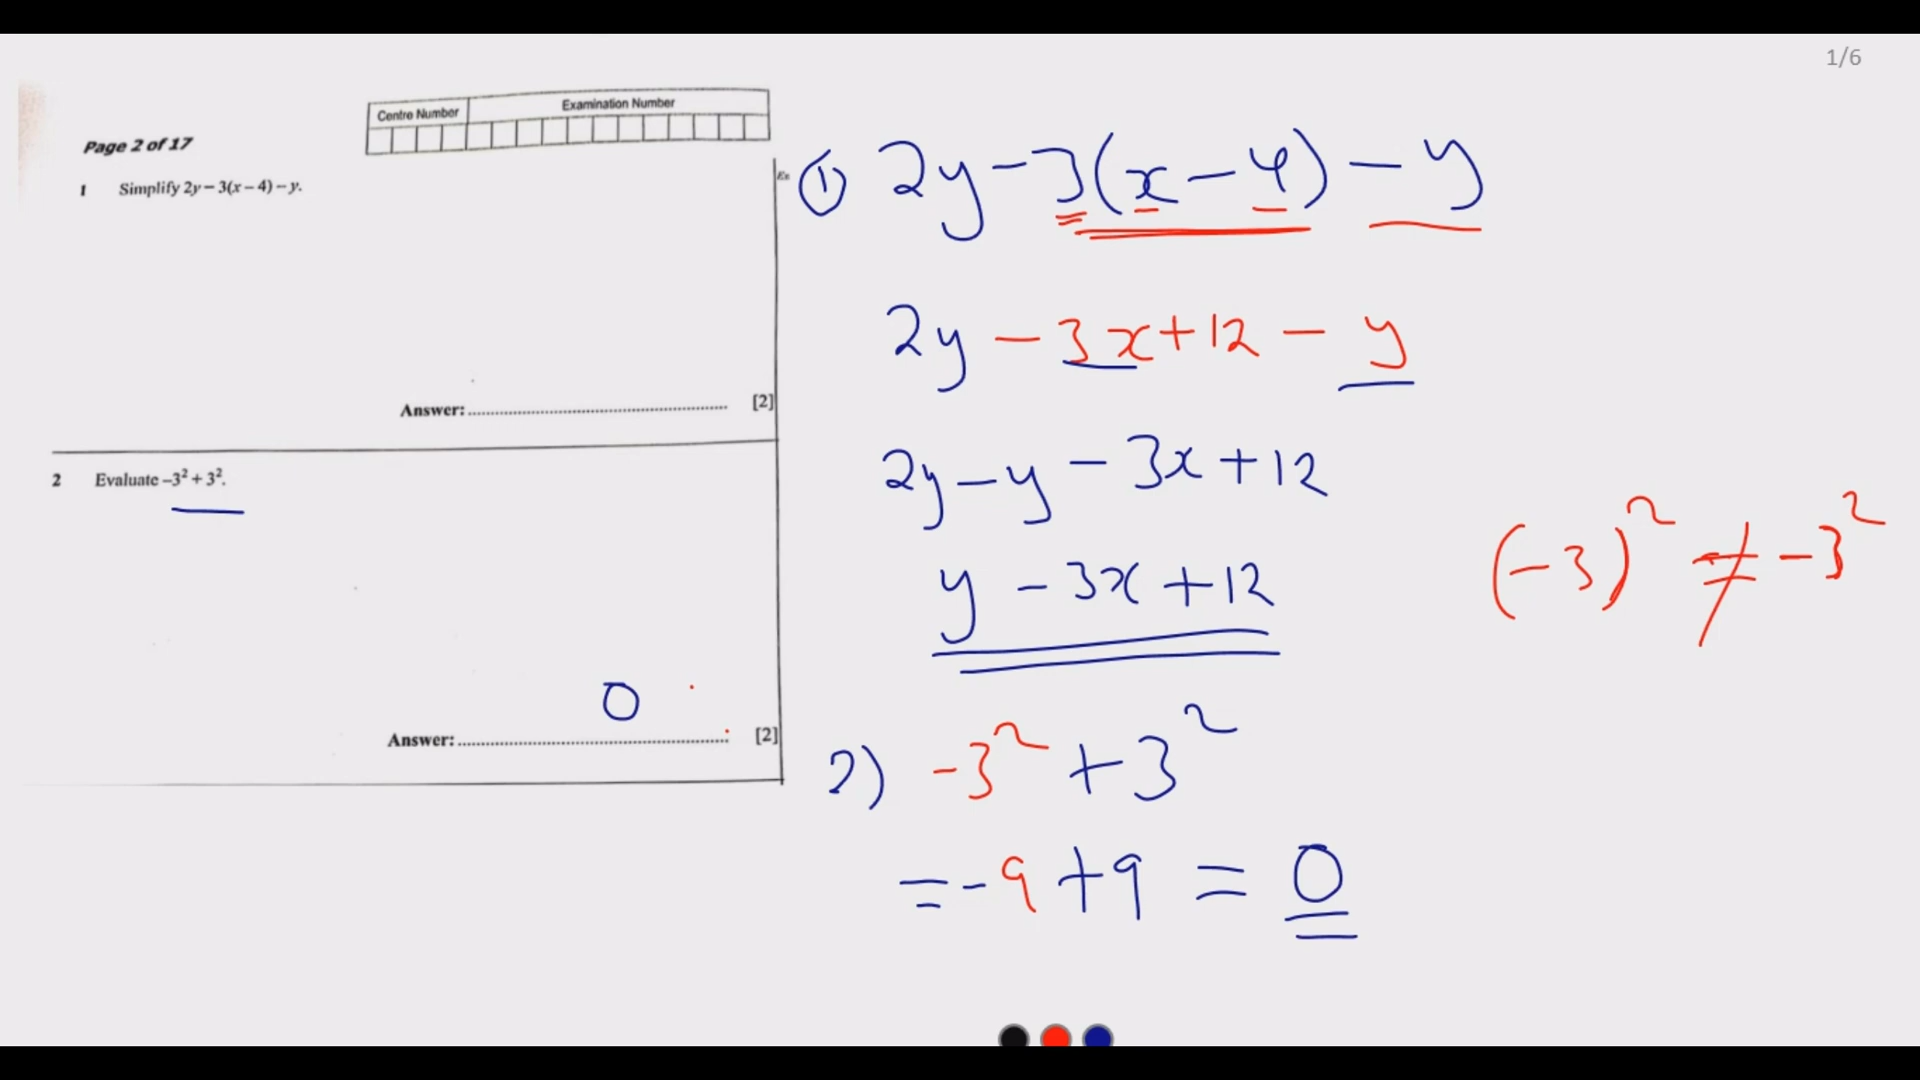 1/6
Centre Number
Examination Number
Page 2 of 17
1 Simplify 2y – 3(x – 4) – y.
Answer: ........................................ [2]
2 Evaluate –3² + 3².
0
Answer: ........................................ [2]
① 2y – 3(x – 4) – y
2y – 3x + 12 – y
2y – y – 3x + 12
y – 3x + 12
(–3)² ≠ –3²
2) –3² + 3²
= –9 + 9 = 0